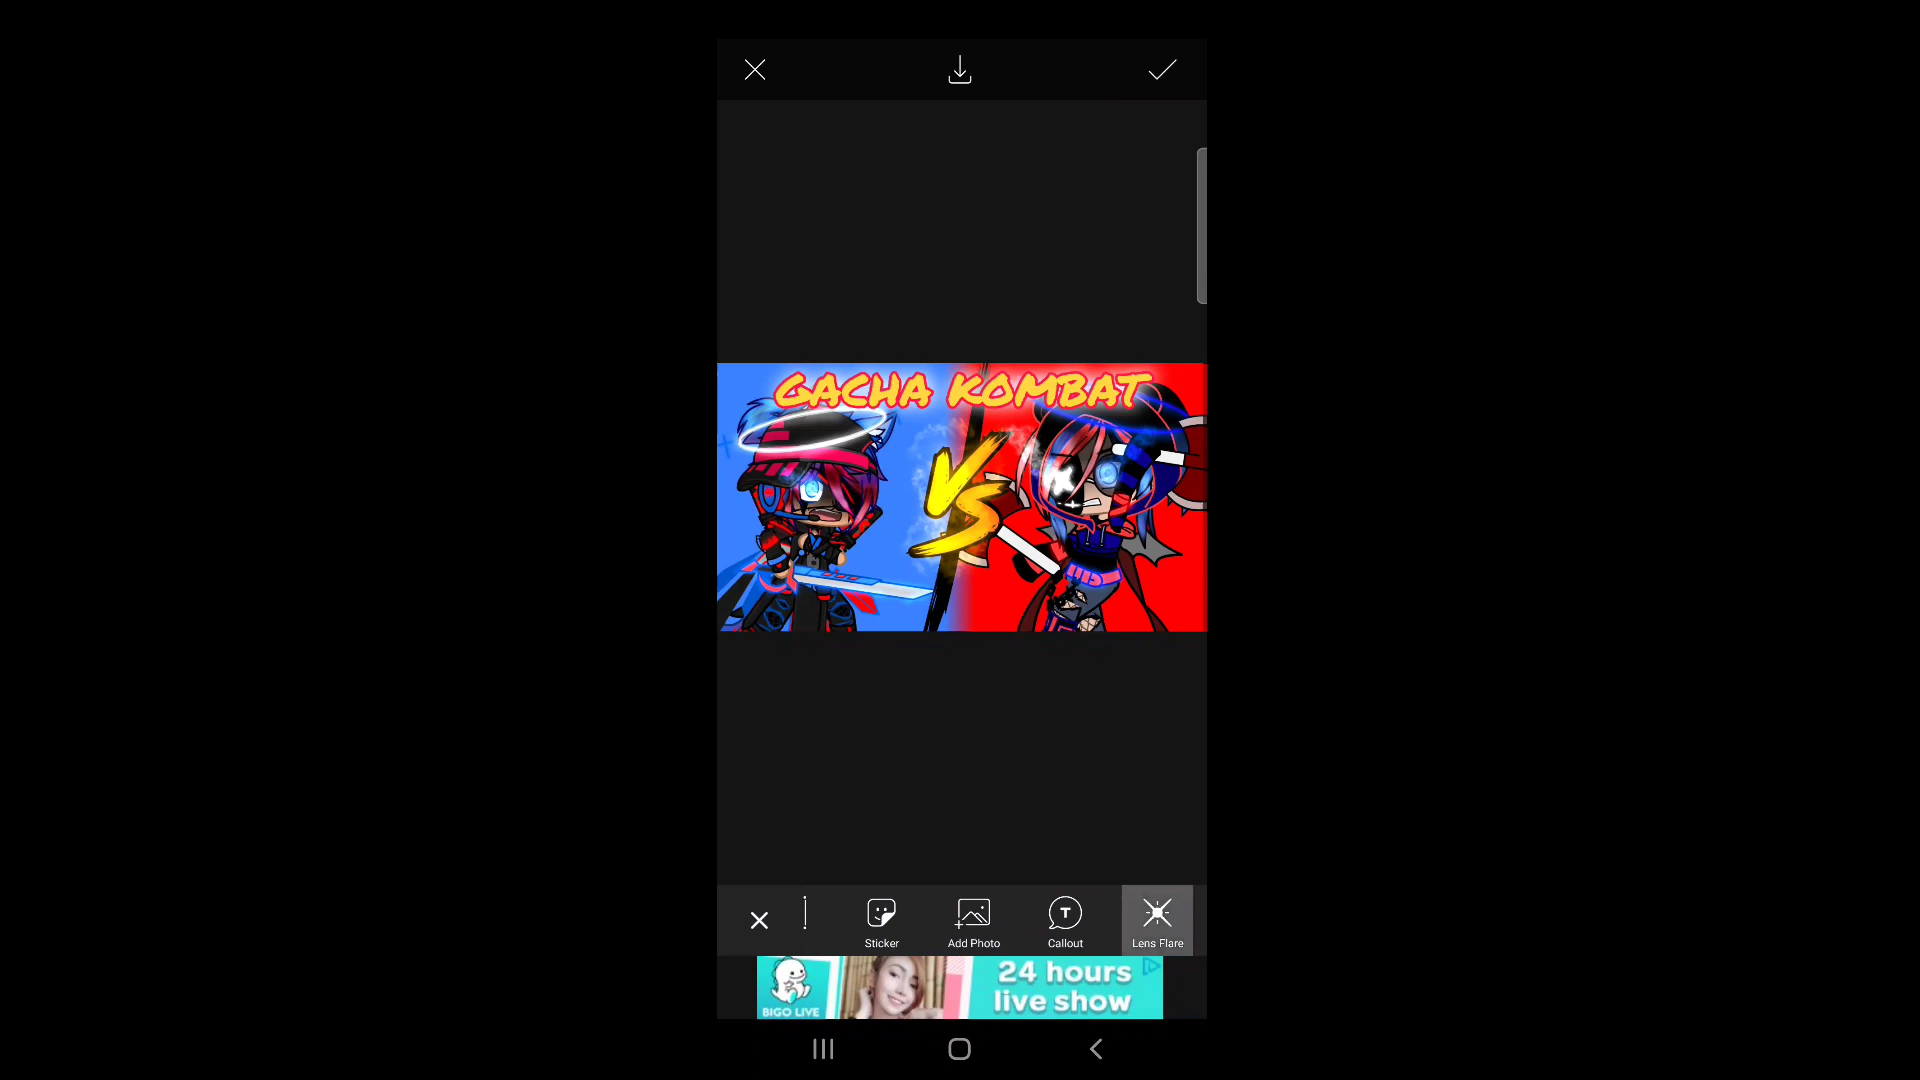 GACHA KOMBAT
VS
T
Sticker
Add Photo
Callout
Lens Flare
24 hours
live show
BIGO LIVE